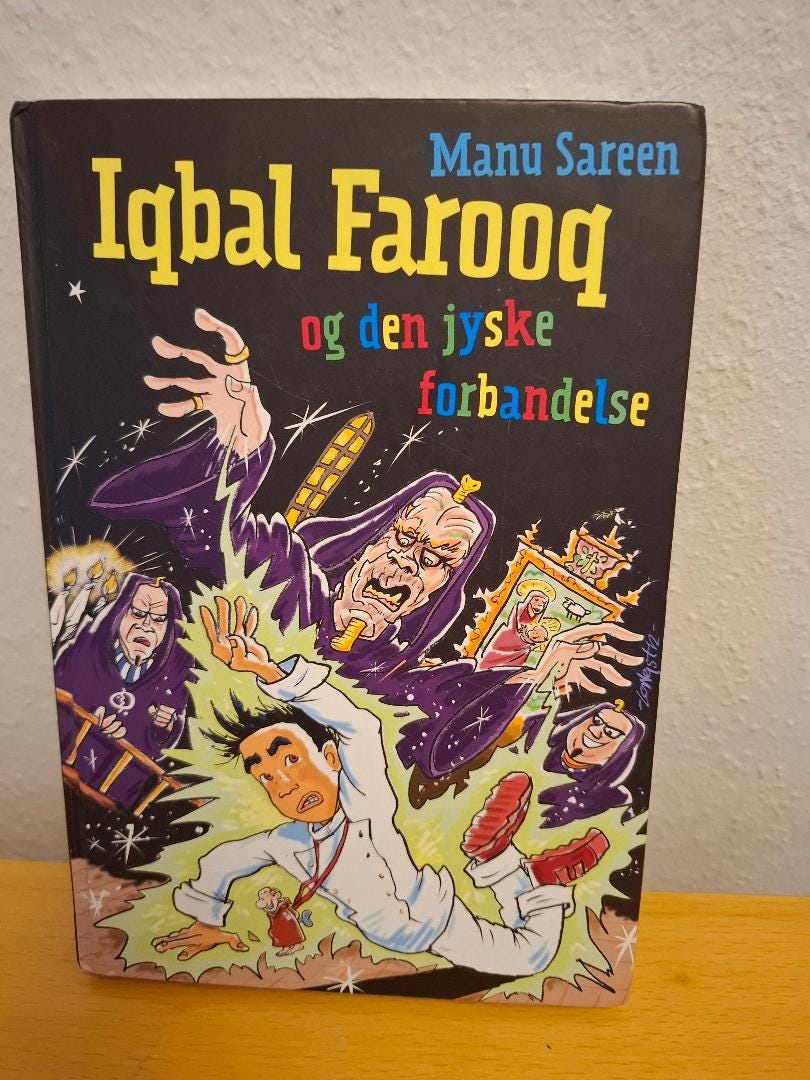 Manu Sareen
Iqbal Farooq
og den jyske
forbandelse